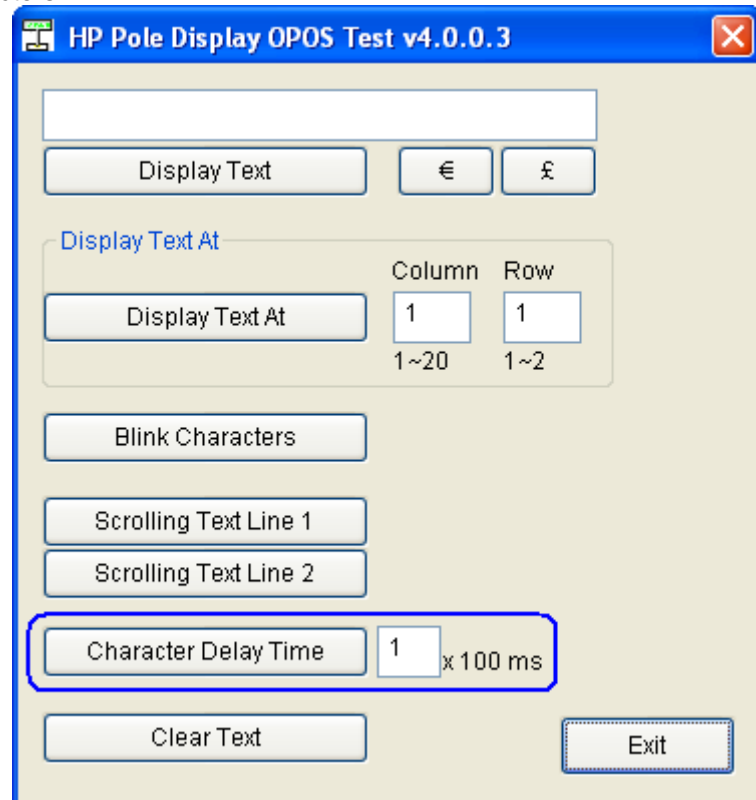 HP Pole Display OPOS Test v4.0.0.3
Display Text € £
Display Text At
Column Row
Display Text At 1 1
1~20 1~2
Blink Characters
Scrolling Text Line 1
Scrolling Text Line 2
Character Delay Time 1 x 100 ms
Clear Text Exit